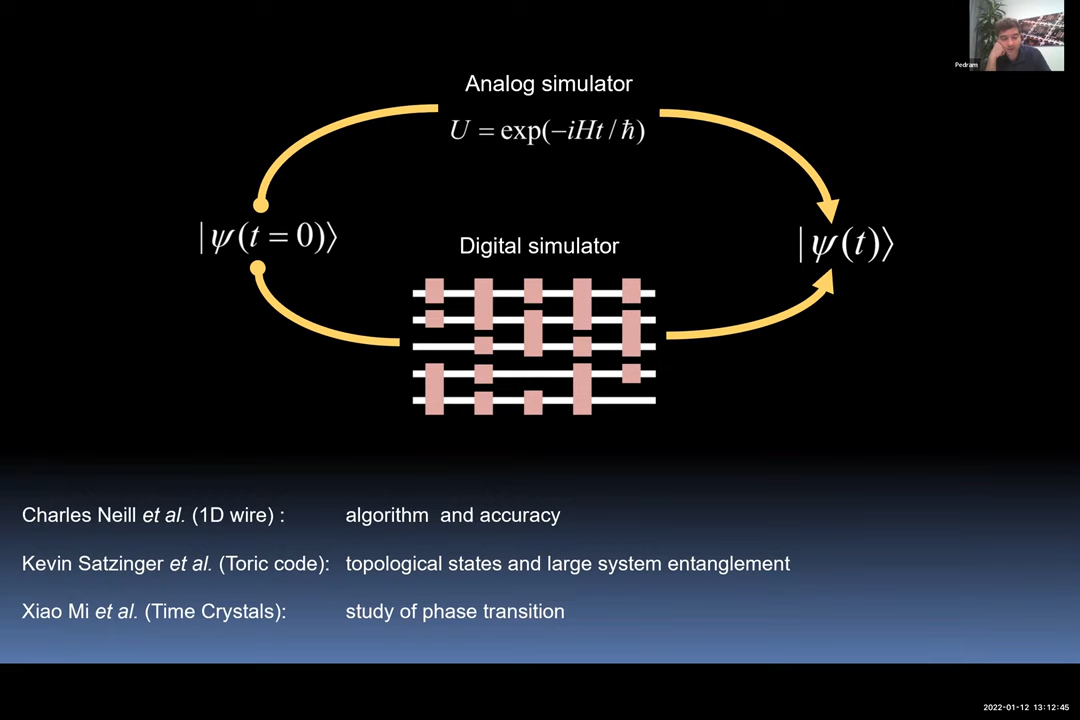 Pedram
Analog simulator
U = exp(−iHt / ħ)
|ψ(t = 0)⟩
|ψ(t)⟩
Digital simulator
Charles Neill et al. (1D wire) : algorithm and accuracy
Kevin Satzinger et al. (Toric code): topological states and large system entanglement
Xiao Mi et al. (Time Crystals): study of phase transition
2022-01-12 13:12:45